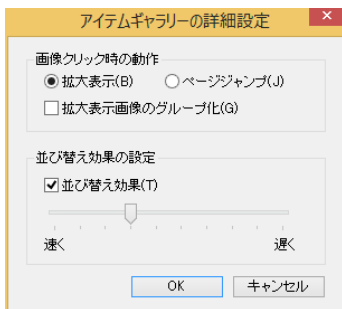 アイテムギャラリーの詳細設定
画像クリック時の動作
拡大表示(B) ページジャンプ(J)
拡大表示画像のグループ化(G)
並び替え効果の設定
並び替え効果(T)
速く 遅く
OK キャンセル